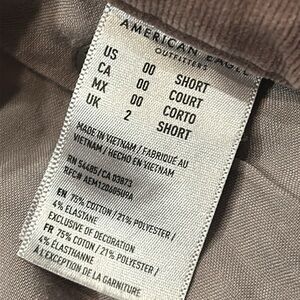 AMERICAN EAGLE
OUTFITTERS
US 00 SHORT
CA 00 COURT
MX 00 CORTO
UK 2 SHORT
MADE IN VIETNAM / FABRIQUÉ AU
VIETNAM / HECHO EN VIETNAM
RN 54485/CA 03873
RFC# AEM120405U9A
EN 75% COTTON / 21% POLYESTER /
4% ELASTANE
EXCLUSIVE OF DECORATION
FR 75% COTON / 21% POLYESTER /
4% ÉLASTHANNE
À L'EXCEPTION DE LA GARNITURE